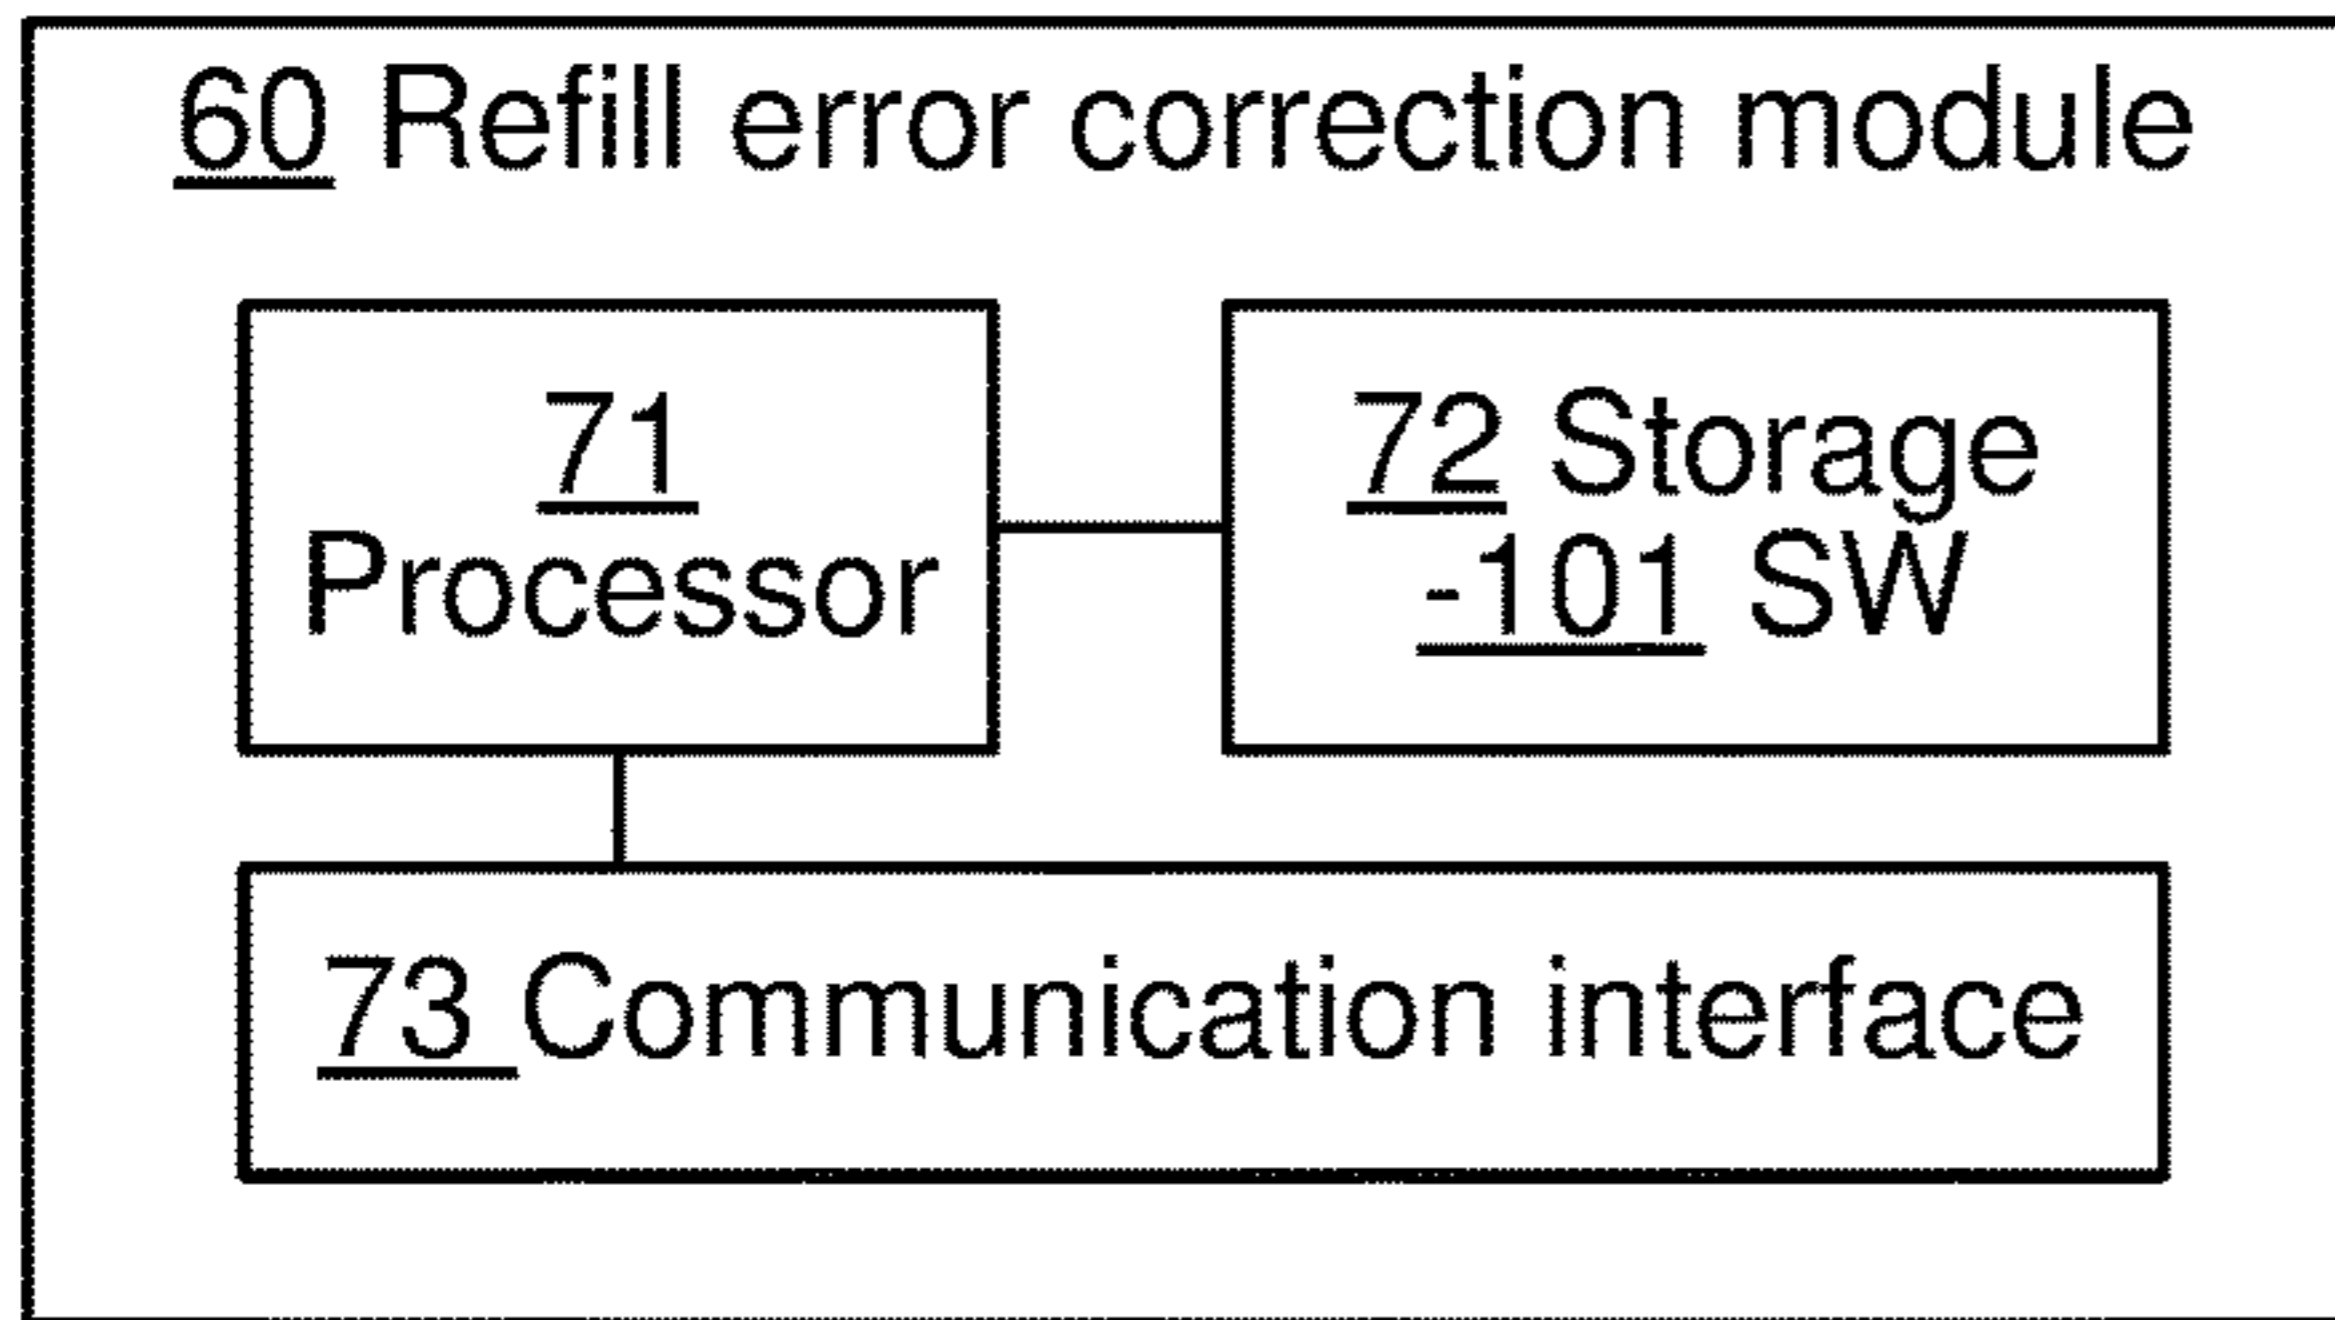 60 Refill error correction module
71
Processor
72 Storage
-101 SW
73 Communication interface